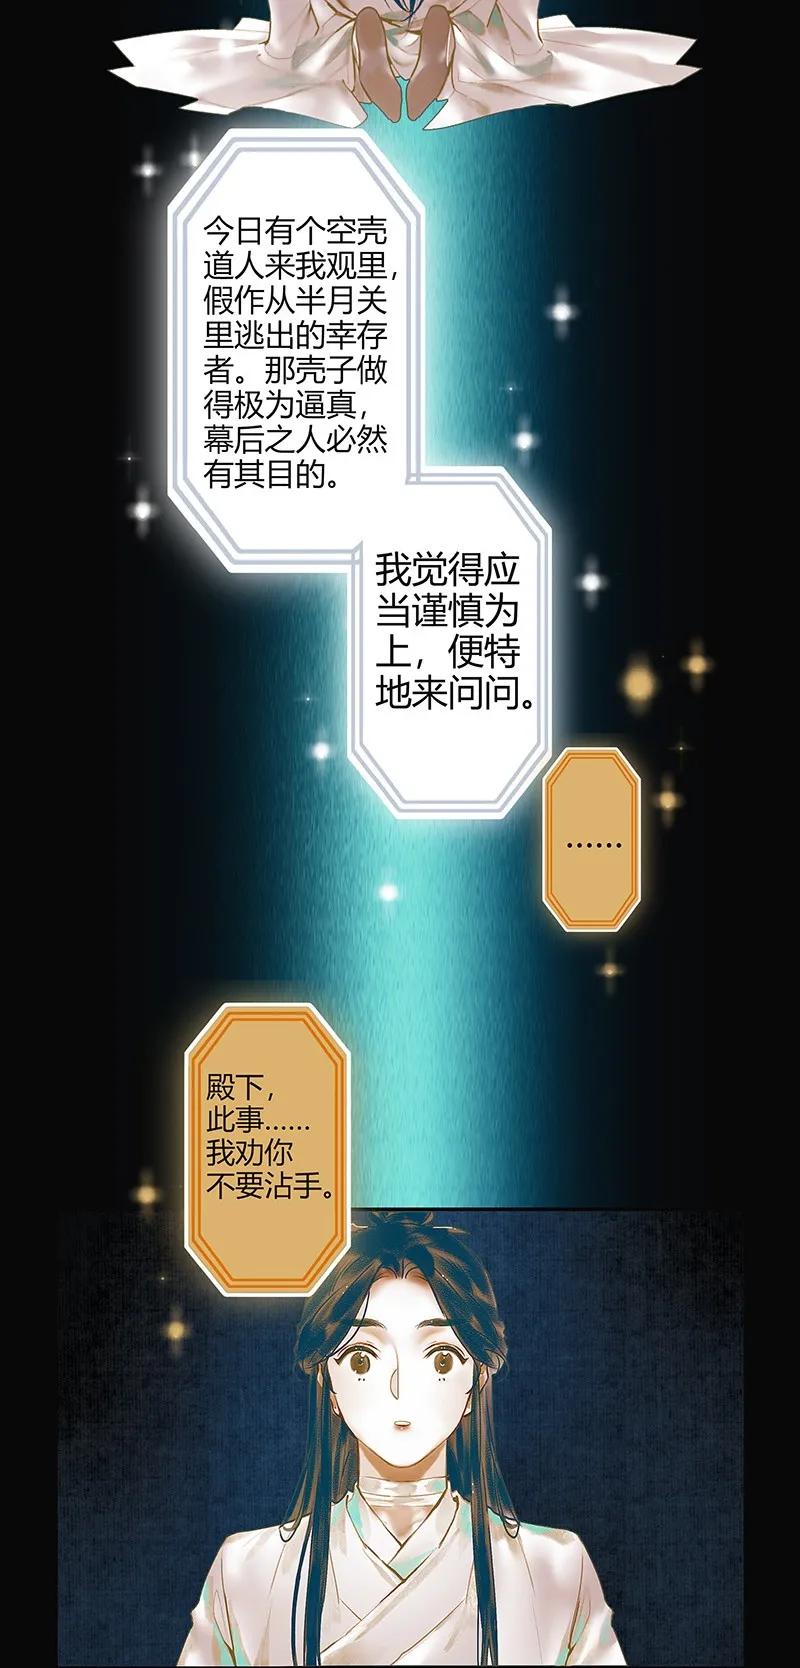 今日有个空壳
道人来我观里，
假作从半月关
里逃出的幸存
者。那壳子做
得极为逼真，
幕后之人必然
有其目的。
我觉得应
当谨慎为
上，便特
地来问问。
……
殿下，
此事……
我劝你
不要沾手。